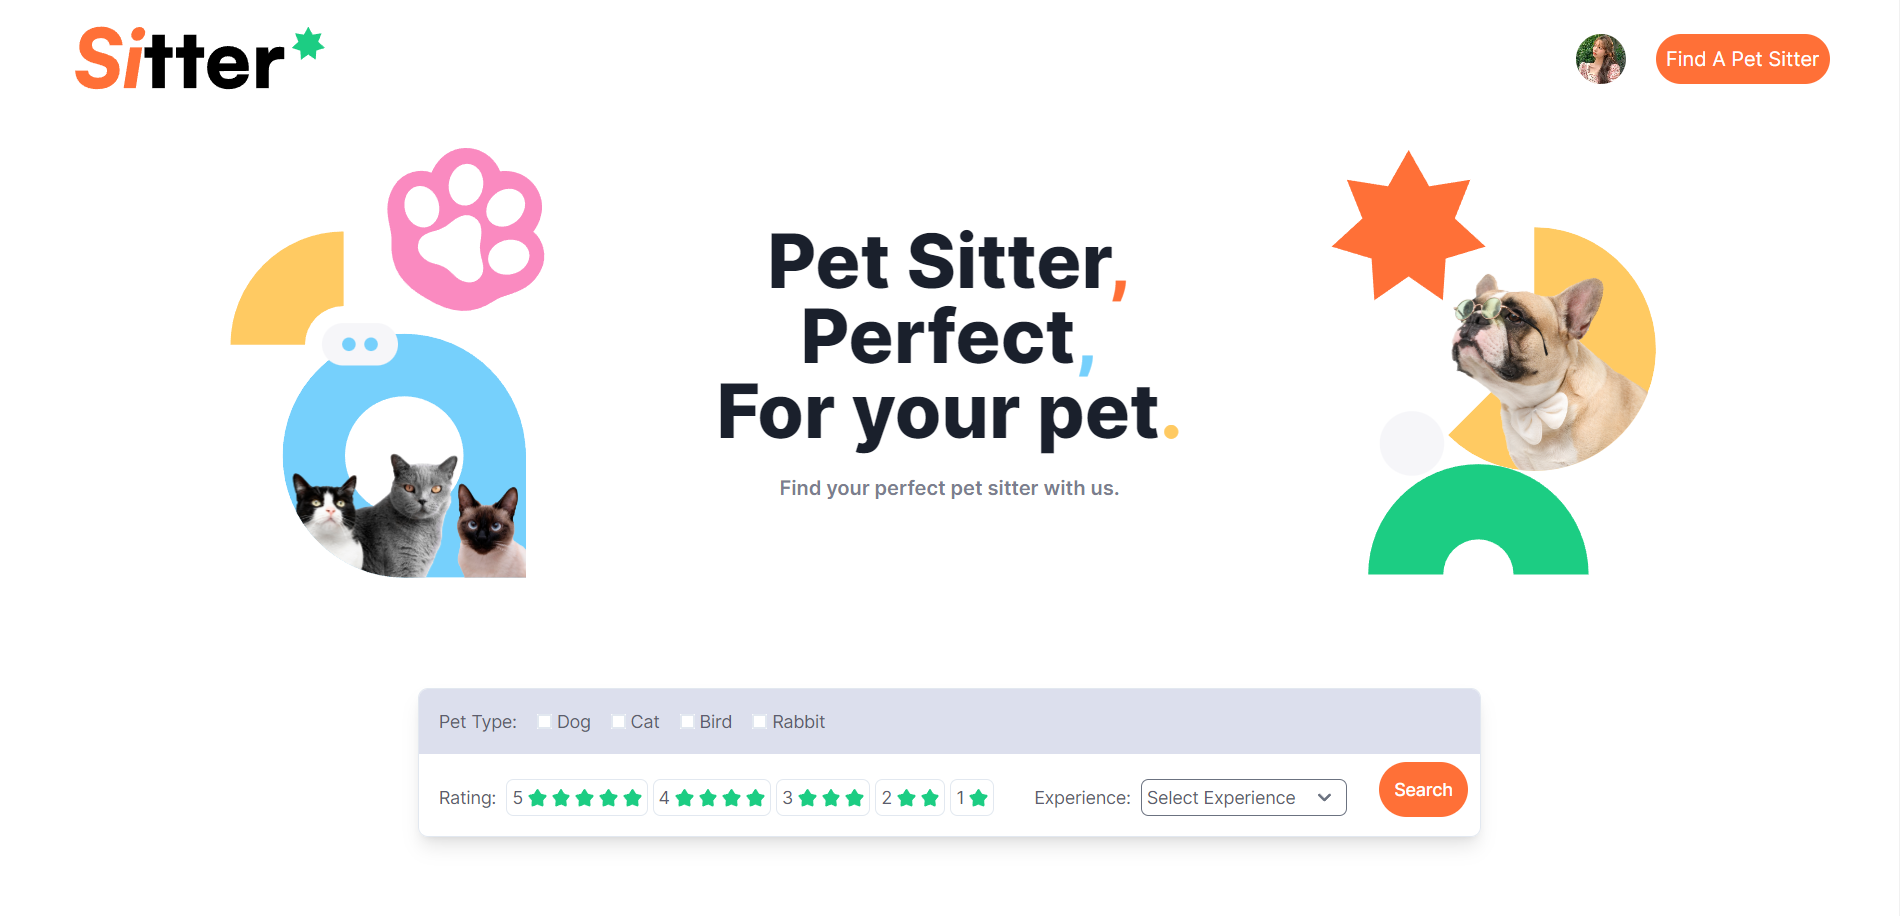 Sitter
Find A Pet Sitter
Pet Sitter,
Perfect,
For your pet.
Find your perfect pet sitter with us.
Pet Type: Dog Cat Bird Rabbit
Rating: 5 4 3 2 1 Experience: Select Experience Search